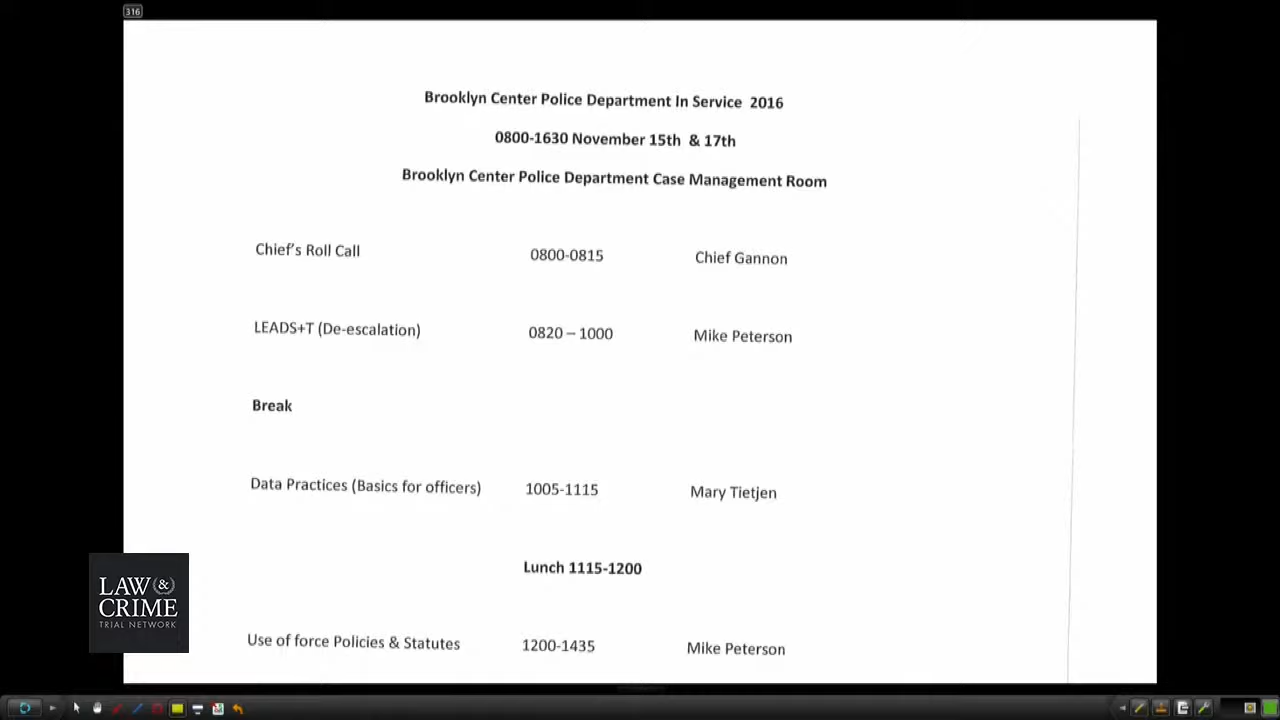 316
Brooklyn Center Police Department In Service 2016
0800-1630 November 15th & 17th
Brooklyn Center Police Department Case Management Room
Chief's Roll Call 0800-0815 Chief Gannon
LEADS+T (De-escalation) 0820 – 1000 Mike Peterson
Break
Data Practices (Basics for officers) 1005-1115 Mary Tietjen
Lunch 1115-1200
Use of force Policies & Statutes 1200-1435 Mike Peterson
LAW &
CRIME
TRIAL NETWORK